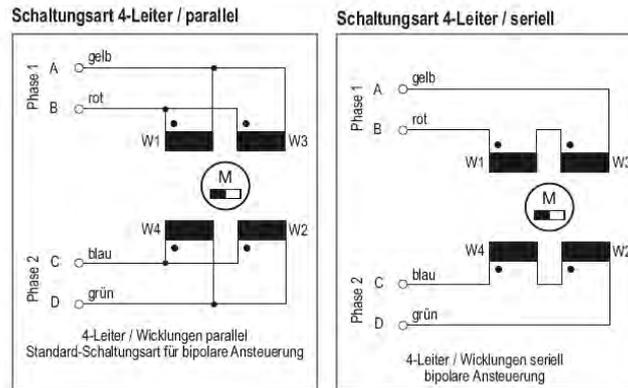 Schaltungsart 4-Leiter / parallel
Phase 1
A
gelb
B
rot
W1
W3
M
W4
W2
Phase 2
C
blau
D
grün
4-Leiter / Wicklungen parallel
Standard-Schaltungsart für bipolare Ansteuerung
Schaltungsart 4-Leiter / seriell
Phase 1
A
gelb
B
rot
W1
W3
M
W4
W2
Phase 2
C
blau
D
grün
4-Leiter / Wicklungen seriell
bipolare Ansteuerung